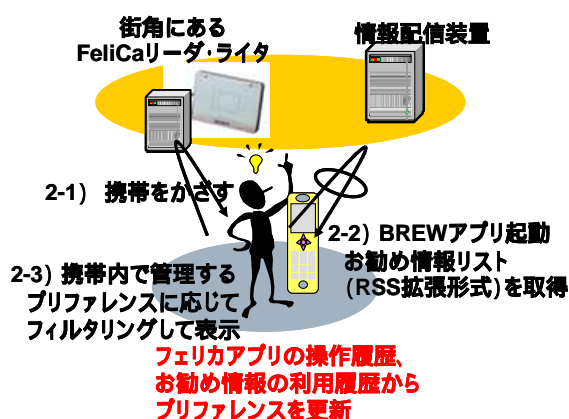 街角にある
FeliCaリーダ・ライタ
情報配信装置
2-1) 携帯をかざす
2-2) BREWアプリ起動
お勧め情報リスト
(RSS拡張形式)を取得
2-3) 携帯内で管理する
プリファレンスに応じて
フィルタリングして表示
フェリカアプリの操作履歴、
お勧め情報の利用履歴から
プリファレンスを更新